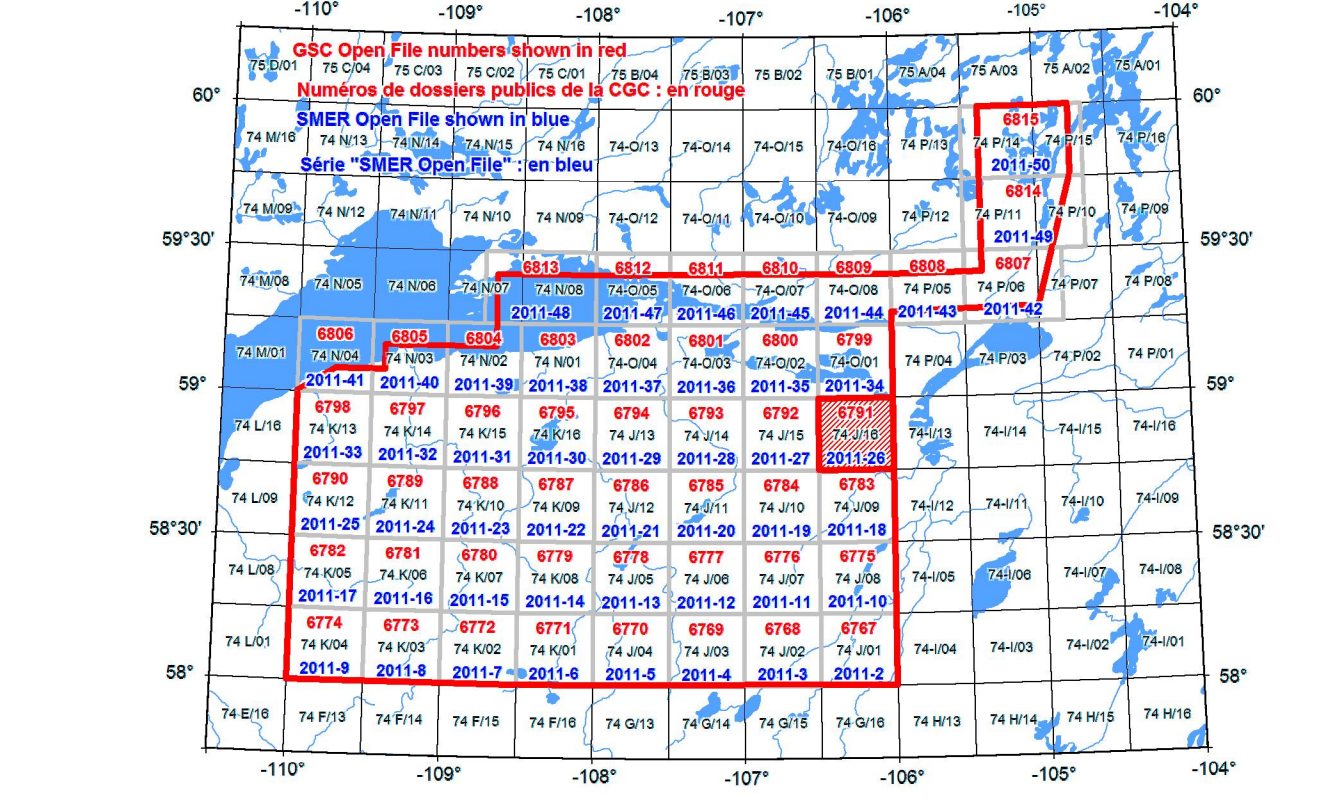 -110° -109° -108° -107° -106° -105° -104°
GSC Open File numbers shown in red
75 D/01 75 C/04 75 C/03 75 C/02 75 C/01 75 B/04 75 B/03 75 B/02 75 B/01 75 A/04 75 A/03 75 A/02 75 A/01
Numéros de dossiers publics de la CGC : en rouge
60° 60°
SMER Open File shown in blue
6815
74 M/16 74 N/13 74 N/14 74 N/15 74 N/16 74-O/13 74-O/14 74-O/15 74-O/16 74 P/13 74 P/14 74 P/15 74 P/16
Série "SMER Open File" : en bleu
2011-50
6814
74 M/09 74 N/12 74 N/11 74 N/10 74 N/09 74-O/12 74-O/11 74-O/10 74-O/09 74 P/12 74 P/11 74 P/10 74 P/09
2011-49
59°30' 59°30'
6813 6812 6811 6810 6809 6808 6807
74 M/08 74 N/05 74 N/06 74 N/07 74 N/08 74-O/05 74-O/06 74-O/07 74-O/08 74 P/05 74 P/06 74 P/07 74 P/08
2011-48 2011-47 2011-46 2011-45 2011-44 2011-43 2011-42
6806 6805 6804 6803 6802 6801 6800 6799
74 M/01 74 N/04 74 N/03 74 N/02 74 N/01 74-O/04 74-O/03 74-O/02 74-O/01 74 P/04 74 P/03 74 P/02 74 P/01
59° 2011-41 2011-40 2011-39 2011-38 2011-37 2011-36 2011-35 2011-34 59°
6798 6797 6796 6795 6794 6793 6792 6791
74 L/16 74 K/13 74 K/14 74 K/15 74 K/16 74 J/13 74 J/14 74 J/15 74 J/16 74-I/13 74-I/14 74-I/15 74-I/16
2011-33 2011-32 2011-31 2011-30 2011-29 2011-28 2011-27 2011-26
6790 6789 6788 6787 6786 6785 6784 6783
74 L/09 74 K/12 74 K/11 74 K/10 74 K/09 74 J/12 74 J/11 74 J/10 74 J/09 74-I/12 74-I/11 74-I/10 74-I/09
58°30' 2011-25 2011-24 2011-23 2011-22 2011-21 2011-20 2011-19 2011-18 58°30'
6782 6781 6780 6779 6778 6777 6776 6775
74 L/08 74 K/05 74 K/06 74 K/07 74 K/08 74 J/05 74 J/06 74 J/07 74 J/08 74-I/05 74-I/06 74-I/07 74-I/08
2011-17 2011-16 2011-15 2011-14 2011-13 2011-12 2011-11 2011-10
6774 6773 6772 6771 6770 6769 6768 6767
74 L/01 74 K/04 74 K/03 74 K/02 74 K/01 74 J/04 74 J/03 74 J/02 74 J/01 74-I/04 74-I/03 74-I/02 74-I/01
58° 2011-9 2011-8 2011-7 2011-6 2011-5 2011-4 2011-3 2011-2 58°
74 E/16 74 F/13 74 F/14 74 F/15 74 F/16 74 G/13 74 G/14 74 G/15 74 G/16 74 H/13 74 H/14 74 H/15 74 H/16
-110° -109° -108° -107° -106° -105° -104°